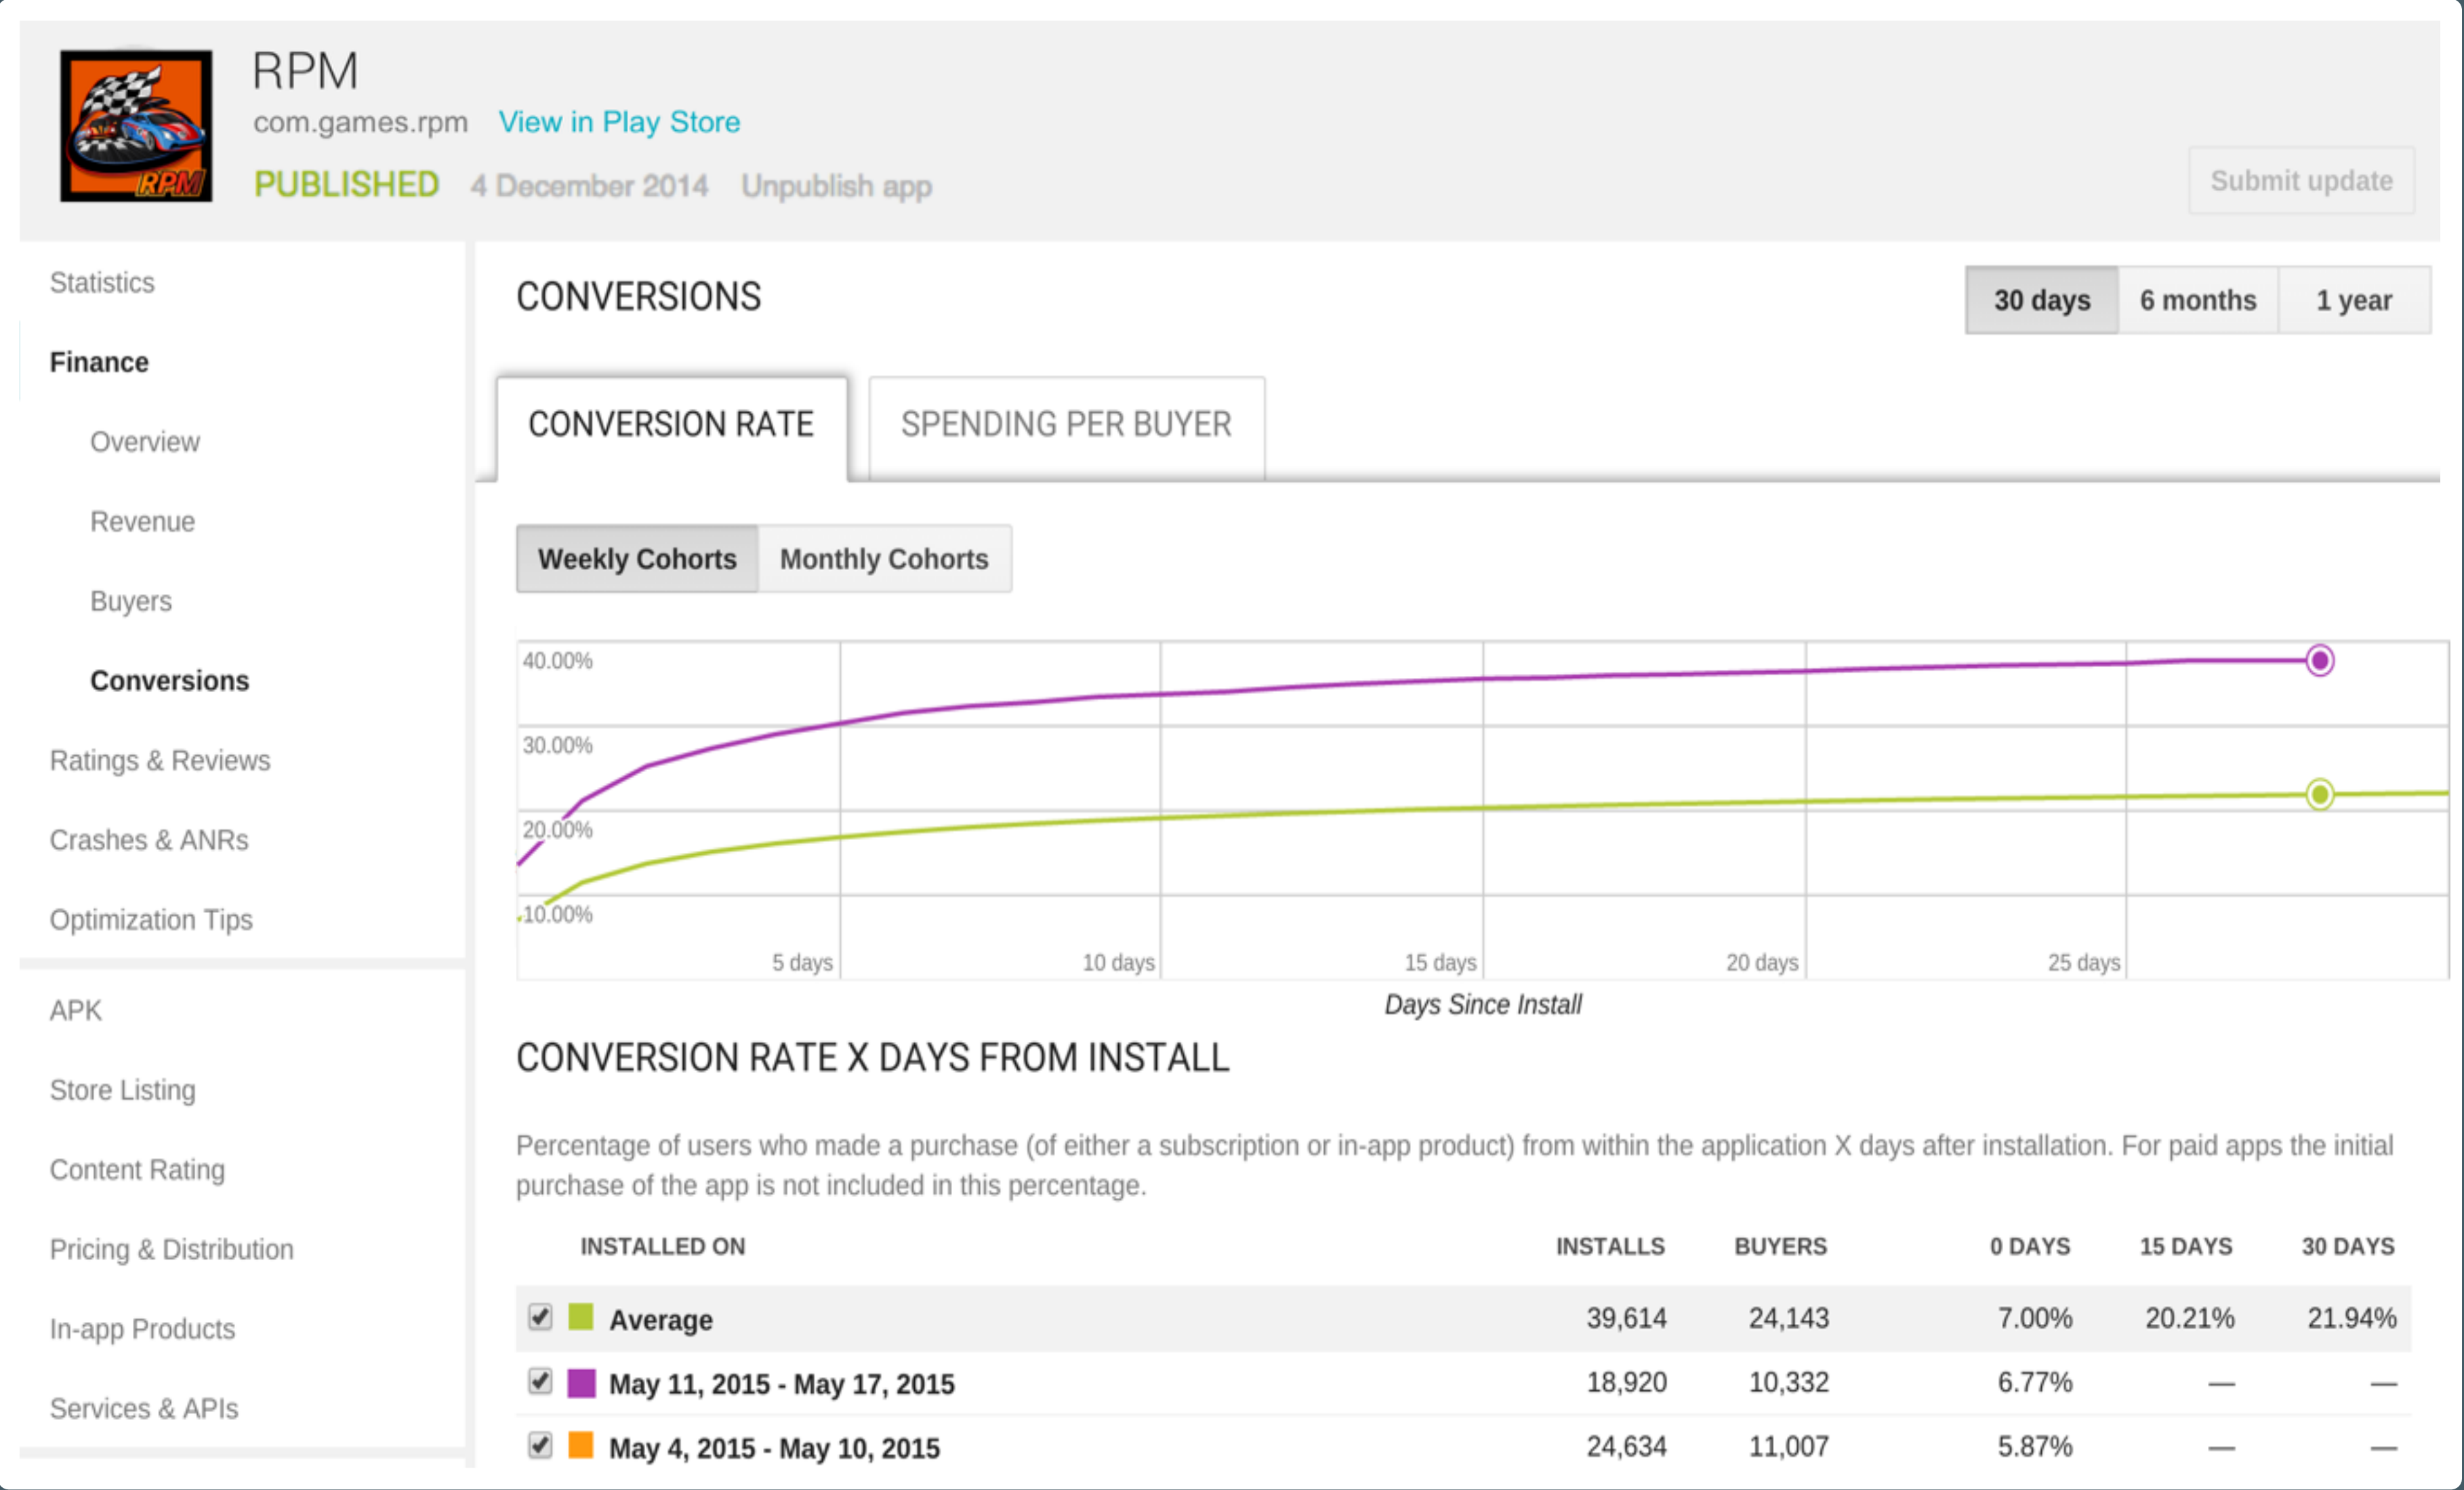 RPM
com.games.rpm View in Play Store
PUBLISHED 4 December 2014 Unpublish app
RPM
Submit update
Statistics
Finance
Overview
Revenue
Buyers
Conversions
Ratings & Reviews
Crashes & ANRs
Optimization Tips
APK
Store Listing
Content Rating
Pricing & Distribution
In-app Products
Services & APIs
CONVERSIONS
30 days 6 months 1 year
CONVERSION RATE SPENDING PER BUYER
Weekly Cohorts Monthly Cohorts
40.00%
30.00%
20.00%
10.00%
5 days 10 days 15 days 20 days 25 days
Days Since Install
CONVERSION RATE X DAYS FROM INSTALL
Percentage of users who made a purchase (of either a subscription or in-app product) from within the application X days after installation. For paid apps the initial
purchase of the app is not included in this percentage.
INSTALLED ON INSTALLS BUYERS 0 DAYS 15 DAYS 30 DAYS
Average 39,614 24,143 7.00% 20.21% 21.94%
May 11, 2015 - May 17, 2015 18,920 10,332 6.77% — —
May 4, 2015 - May 10, 2015 24,634 11,007 5.87% — —